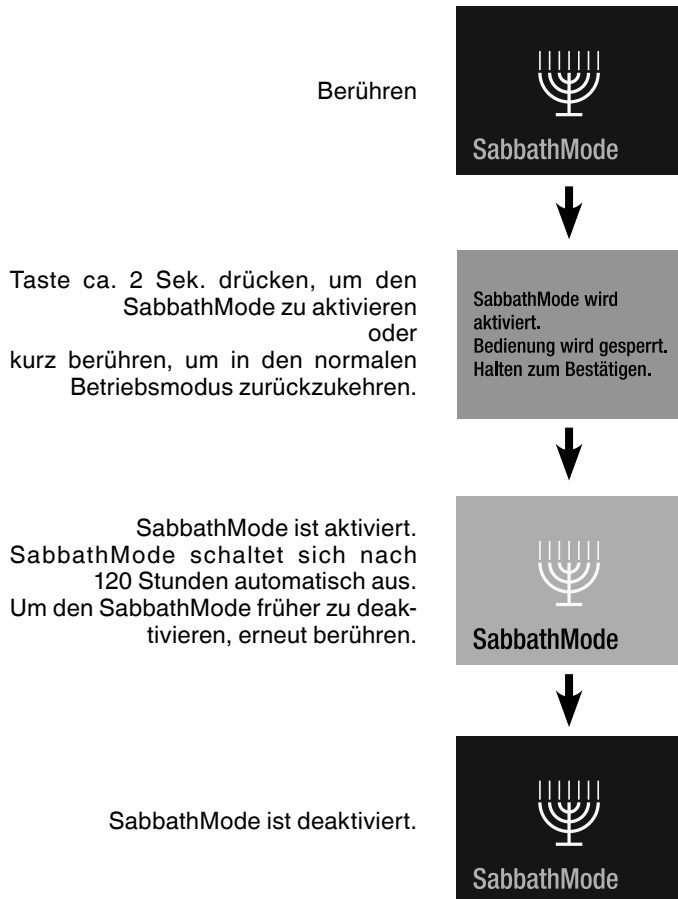 Berühren
SabbathMode
Taste ca. 2 Sek. drücken, um den
SabbathMode zu aktivieren
oder
kurz berühren, um in den normalen
Betriebsmodus zurückzukehren.
SabbathMode wird
aktiviert.
Bedienung wird gesperrt.
Halten zum Bestätigen.
SabbathMode ist aktiviert.
SabbathMode schaltet sich nach
120 Stunden automatisch aus.
Um den SabbathMode früher zu deak-
tivieren, erneut berühren.
SabbathMode
SabbathMode ist deaktiviert.
SabbathMode